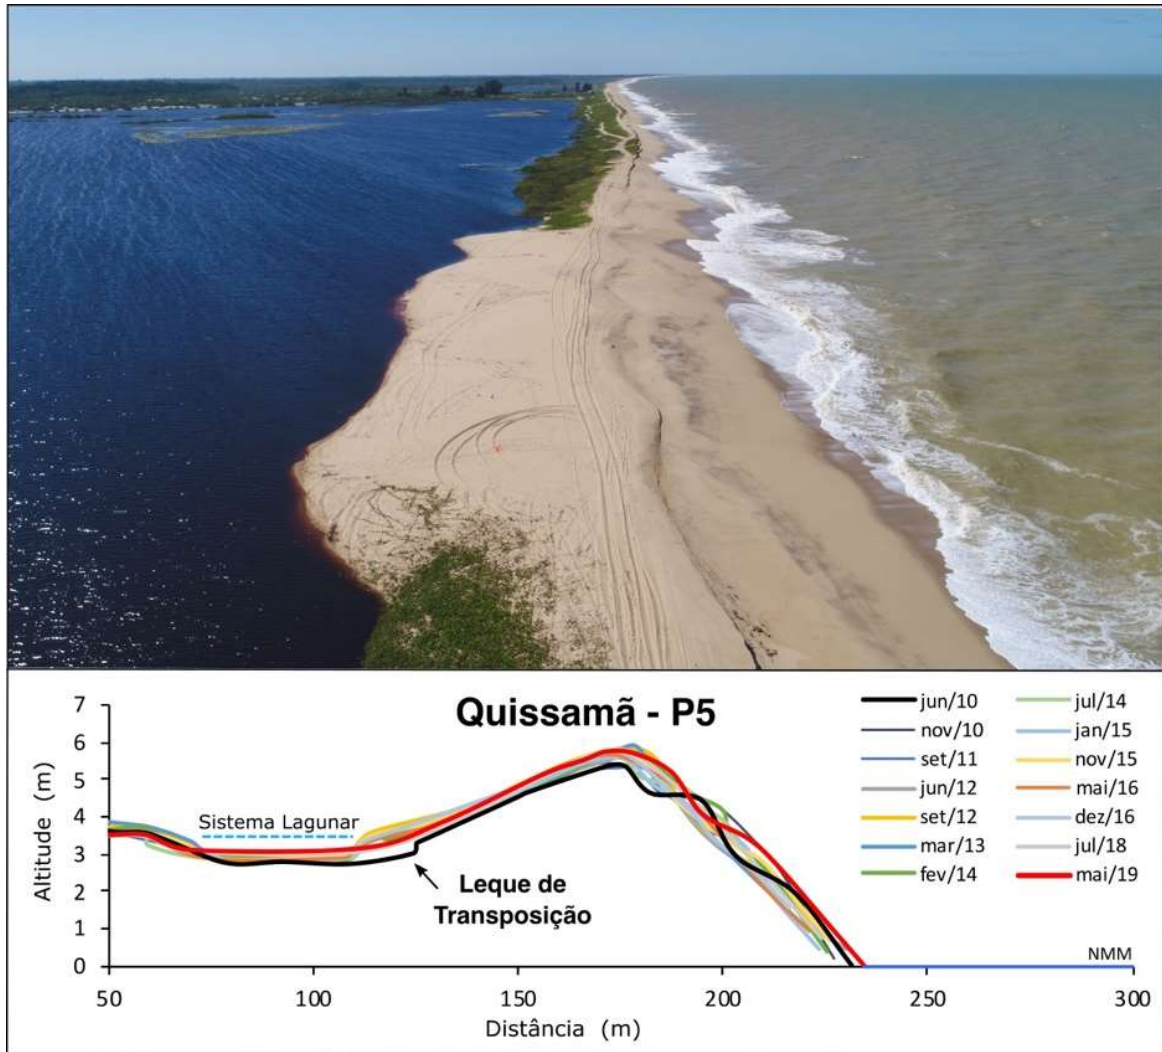 Quissamã - P5
7
6
5
4
3
2
1
0
Altitude (m)
Sistema Lagunar
Leque de
Transposição
jun/10
nov/10
set/11
jun/12
set/12
mar/13
fev/14
jul/14
jan/15
nov/15
mai/16
dez/16
jul/18
mai/19
NMM
50
100
150
200
250
300
Distância (m)